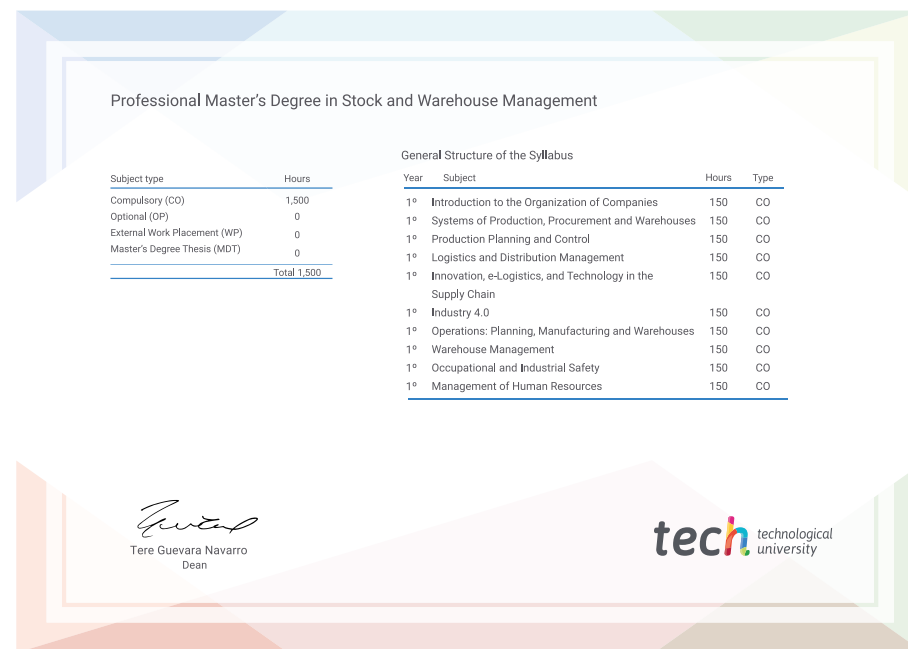 Professional Master's Degree in Stock and Warehouse Management
Subject type Hours
Compulsory (CO) 1,500
Optional (OP) 0
External Work Placement (WP) 0
Master's Degree Thesis (MDT) 0
Total 1,500
General Structure of the Syllabus
Year Subject Hours Type
1º Introduction to the Organization of Companies 150 CO
1º Systems of Production, Procurement and Warehouses 150 CO
1º Production Planning and Control 150 CO
1º Logistics and Distribution Management 150 CO
1º Innovation, e-Logistics, and Technology in the 150 CO
Supply Chain
1º Industry 4.0 150 CO
1º Operations: Planning, Manufacturing and Warehouses 150 CO
1º Warehouse Management 150 CO
1º Occupational and Industrial Safety 150 CO
1º Management of Human Resources 150 CO
Tere Guevara Navarro
Dean
tech technological
university